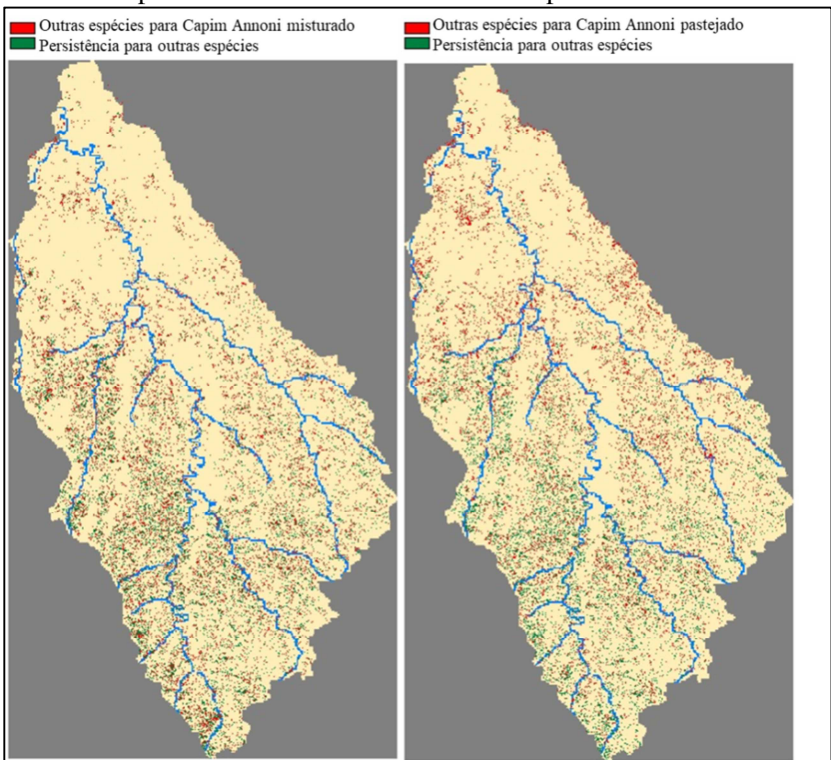 Outras espécies para Capim Annoni misturado
Persistência para outras espécies
Outras espécies para Capim Annoni pastejado
Persistência para outras espécies